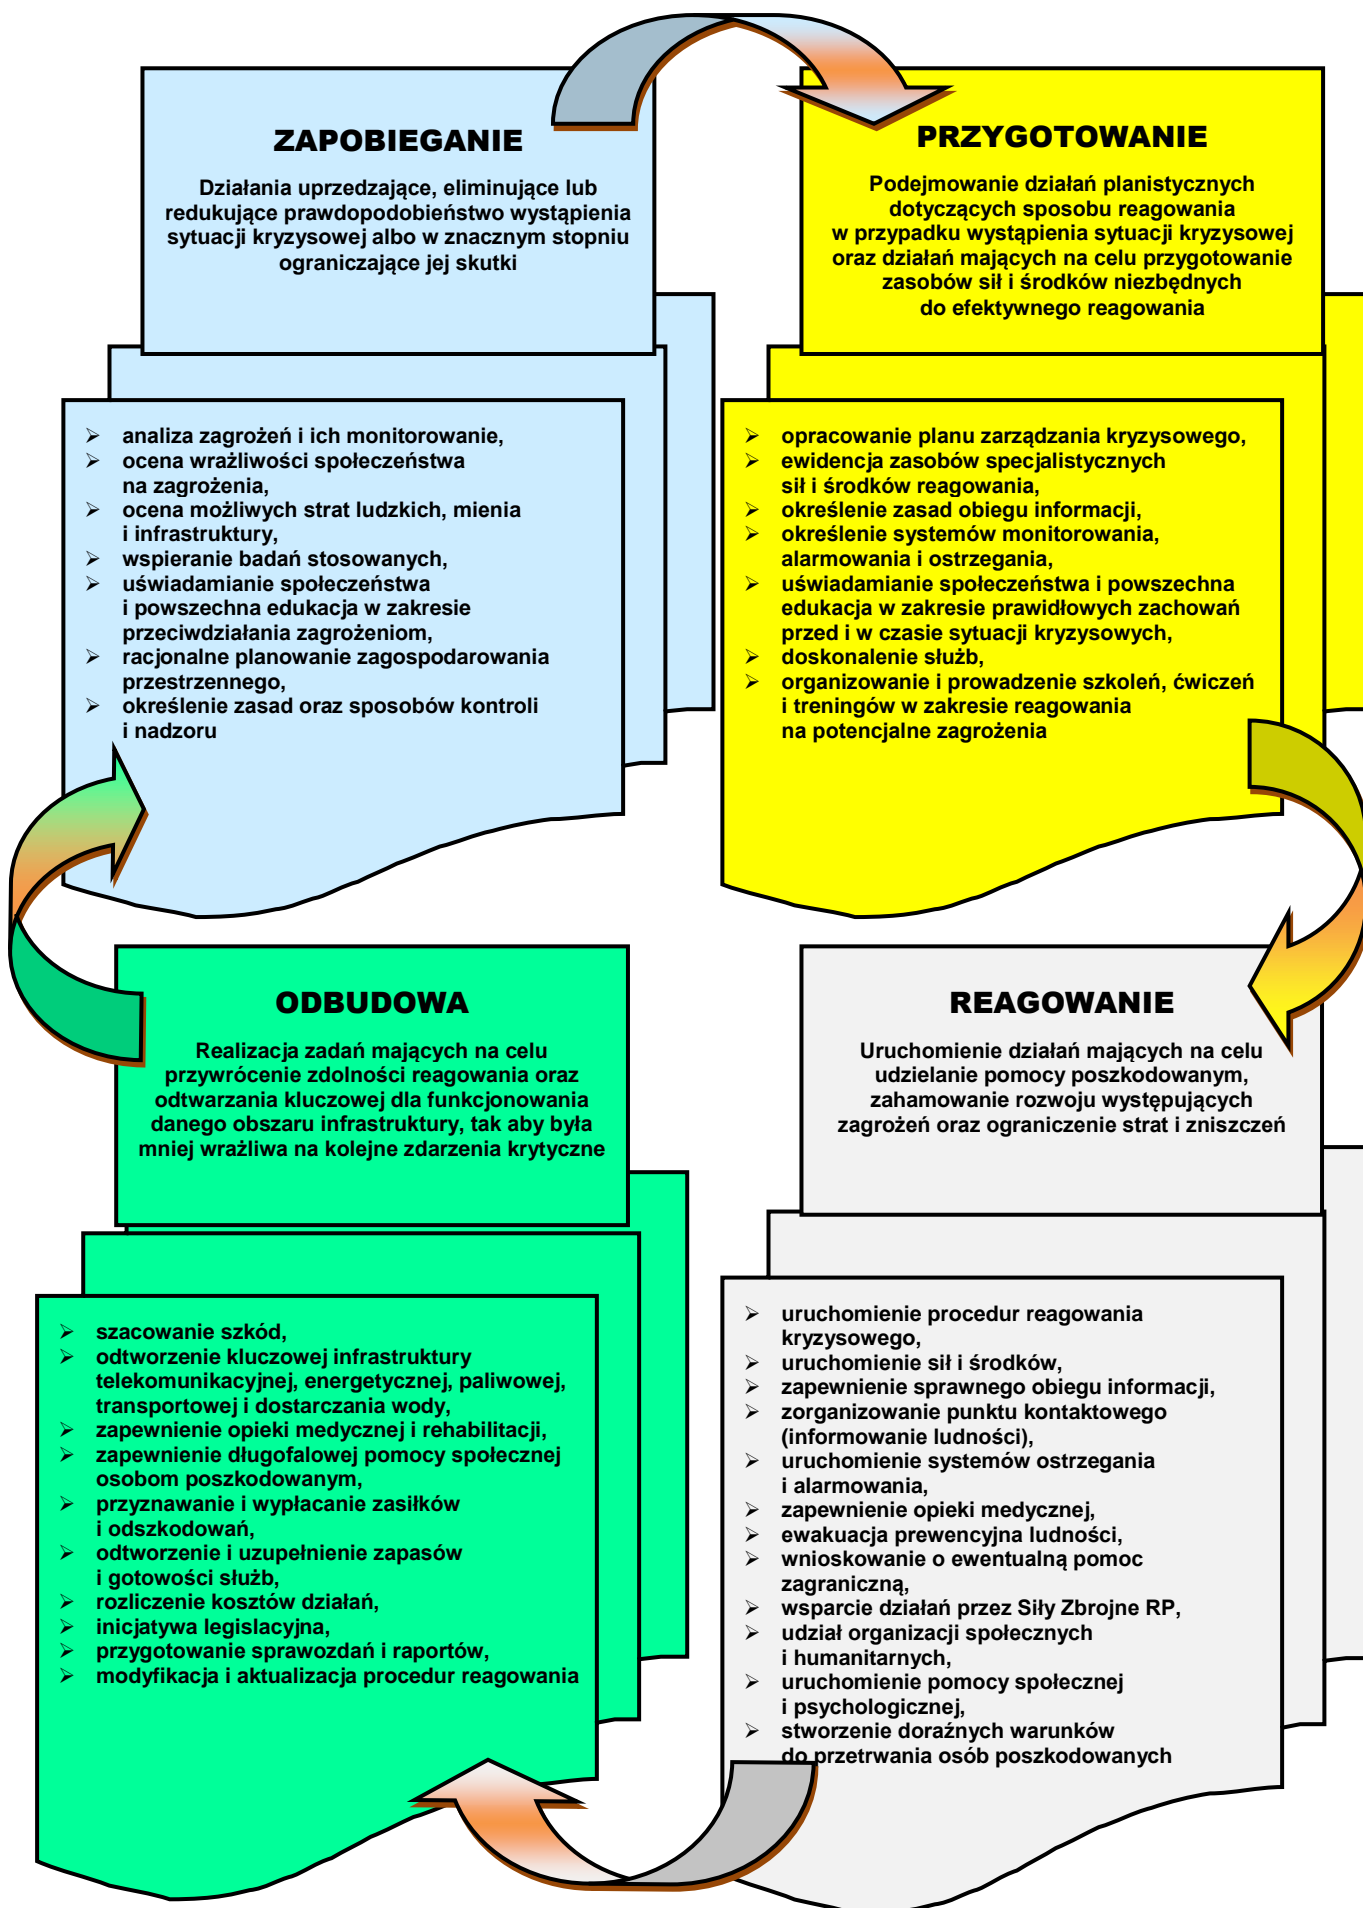 ZAPOBIEGANIE
Działania uprzedzające, eliminujące lub
redukujące prawdopodobieństwo wystąpienia
sytuacji kryzysowej albo w znacznym stopniu
ograniczające jej skutki
➢ analiza zagrożeń i ich monitorowanie,
➢ ocena wrażliwości społeczeństwa
na zagrożenia,
➢ ocena możliwych strat ludzkich, mienia
i infrastruktury,
➢ wspieranie badań stosowanych,
➢ uświadamianie społeczeństwa
i powszechna edukacja w zakresie
przeciwdziałania zagrożeniom,
➢ racjonalne planowanie zagospodarowania
przestrzennego,
➢ określenie zasad oraz sposobów kontroli
i nadzoru
PRZYGOTOWANIE
Podejmowanie działań planistycznych
dotyczących sposobu reagowania
w przypadku wystąpienia sytuacji kryzysowej
oraz działań mających na celu przygotowanie
zasobów sił i środków niezbędnych
do efektywnego reagowania
➢ opracowanie planu zarządzania kryzysowego,
➢ ewidencja zasobów specjalistycznych
sił i środków reagowania,
➢ określenie zasad obiegu informacji,
➢ określenie systemów monitorowania,
alarmowania i ostrzegania,
➢ uświadamianie społeczeństwa i powszechna
edukacja w zakresie prawidłowych zachowań
przed i w czasie sytuacji kryzysowych,
➢ doskonalenie służb,
➢ organizowanie i prowadzenie szkoleń, ćwiczeń
i treningów w zakresie reagowania
na potencjalne zagrożenia
ODBUDOWA
Realizacja zadań mających na celu
przywrócenie zdolności reagowania oraz
odtwarzania kluczowej dla funkcjonowania
danego obszaru infrastruktury, tak aby była
mniej wrażliwa na kolejne zdarzenia krytyczne
➢ szacowanie szkód,
➢ odtworzenie kluczowej infrastruktury
telekomunikacyjnej, energetycznej, paliwowej,
transportowej i dostarczania wody,
➢ zapewnienie opieki medycznej i rehabilitacji,
➢ zapewnienie długofalowej pomocy społecznej
osobom poszkodowanym,
➢ przyznawanie i wypłacanie zasiłków
i odszkodowań,
➢ odtworzenie i uzupełnienie zapasów
i gotowości służb,
➢ rozliczenie kosztów działań,
➢ inicjatywa legislacyjna,
➢ przygotowanie sprawozdań i raportów,
➢ modyfikacja i aktualizacja procedur reagowania
REAGOWANIE
Uruchomienie działań mających na celu
udzielanie pomocy poszkodowanym,
zahamowanie rozwoju występujących
zagrożeń oraz ograniczenie strat i zniszczeń
➢ uruchomienie procedur reagowania
kryzysowego,
➢ uruchomienie sił i środków,
➢ zapewnienie sprawnego obiegu informacji,
➢ zorganizowanie punktu kontaktowego
(informowanie ludności),
➢ uruchomienie systemów ostrzegania
i alarmowania,
➢ zapewnienie opieki medycznej,
➢ ewakuacja prewencyjna ludności,
➢ wnioskowanie o ewentualną pomoc
zagraniczną,
➢ wsparcie działań przez Siły Zbrojne RP,
➢ udział organizacji społecznych
i humanitarnych,
➢ uruchomienie pomocy społecznej
i psychologicznej,
➢ stworzenie doraźnych warunków
do przetrwania osób poszkodowanych